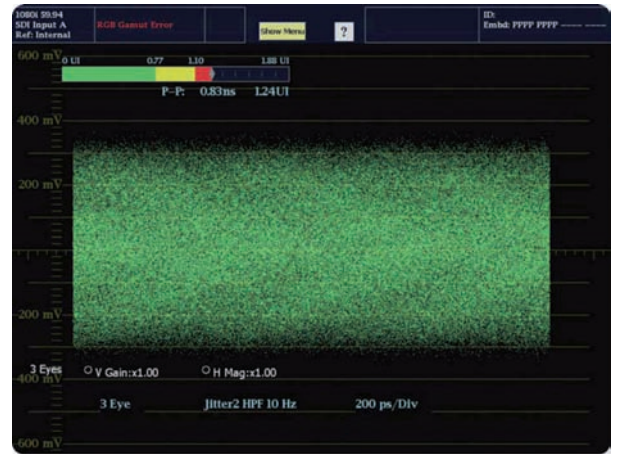 1080i 59.94
SDI Input A
Ref: Internal
RGB Gamut Error
Show Menu
?
ID:
Embd: PPPP PPPP ---- ----
600 mV
0 UI 0.77 1.10 1.88 UI
P-P: 0.83ns 1.24UI
400 mV
200 mV
-200 mV
3 Eyes
V Gain:x1.00 H Mag:x1.00
-400 mV
3 Eye Jitter2 HPF 10 Hz 200 ps/Div
-600 mV